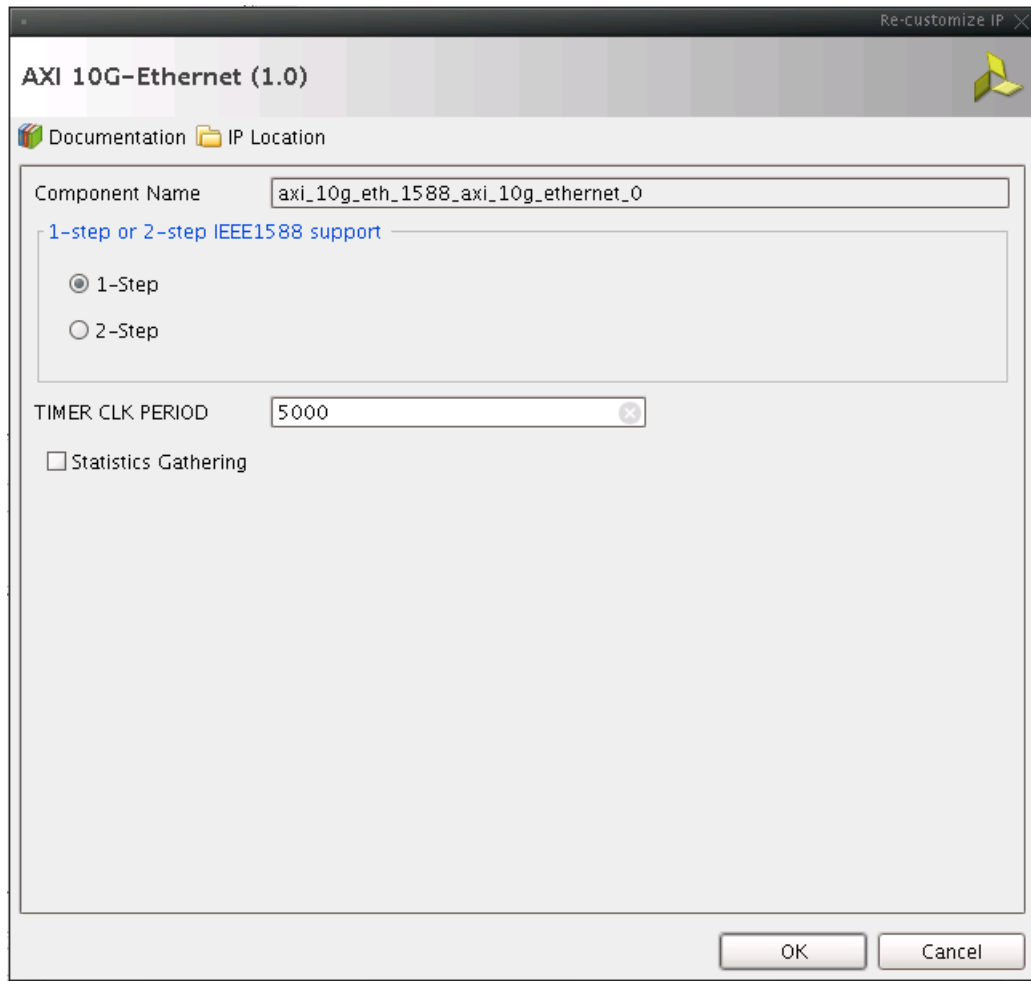 Re-customize IP
AXI 10G-Ethernet (1.0)
Documentation IP Location
Component Name axi_10g_eth_1588_axi_10g_ethernet_0
1-step or 2-step IEEE1588 support
1-Step
2-Step
TIMER CLK PERIOD 5000
Statistics Gathering
OK Cancel